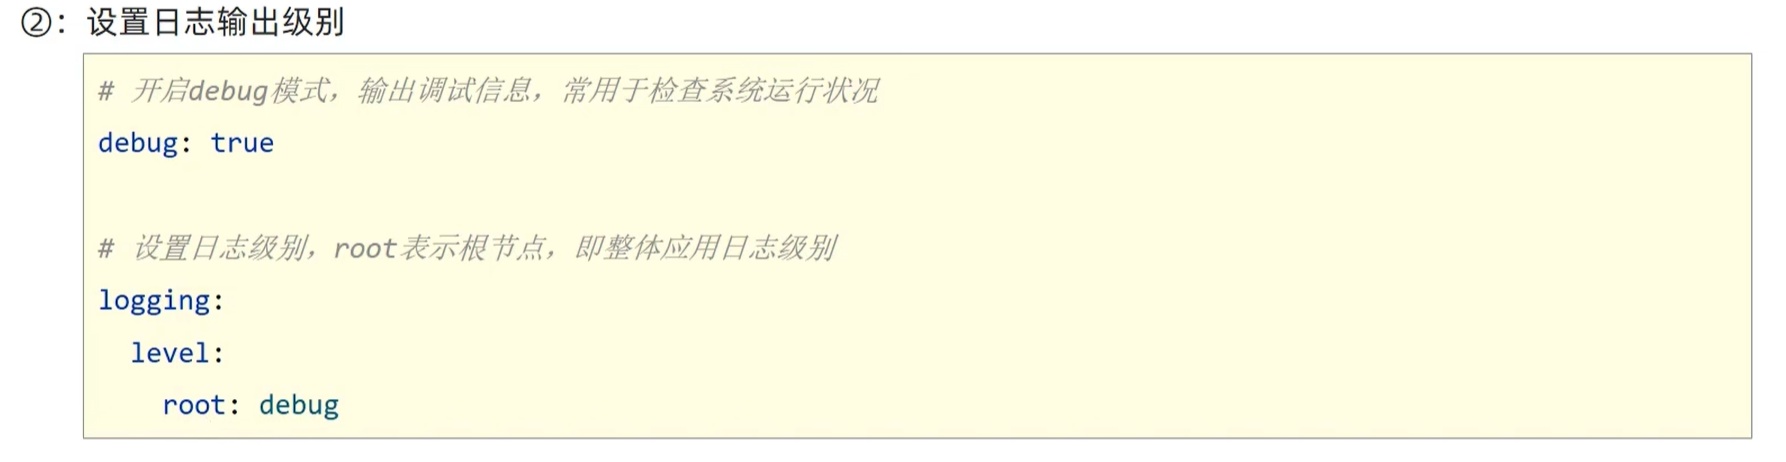 ②：设置日志输出级别
# 开启debug模式，输出调试信息，常用于检查系统运行状况
debug: true
# 设置日志级别，root表示根节点，即整体应用日志级别
logging:
  level:
    root: debug